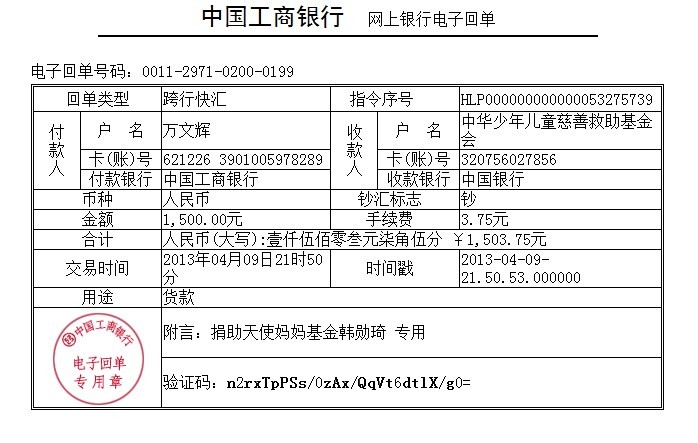 中国工商银行 网上银行电子回单
电子回单号码：0011-2971-0200-0199
回单类型 跨行快汇 指令序号 HLP000000000000053275739
付款人 户 名 万文辉 收款人 户 名 中华少年儿童慈善救助基金
会
卡(账)号 621226 3901005978289 卡(账)号 320756027856
付款银行 中国工商银行 收款银行 中国银行
币种 人民币 钞汇标志 钞
金额 1,500.00元 手续费 3.75元
合计 人民币(大写):壹仟伍佰零叁元柒角伍分 ￥1,503.75元
交易时间 2013年04月09日21时50
分 时间戳 2013-04-09-
21.50.53.000000
用途 货款
中国工商银行
电子回单
专用章
附言：捐助天使妈妈基金韩勋琦 专用
验证码：n2rxTpPSs/0zAx/QqVt6dtlX/g0=